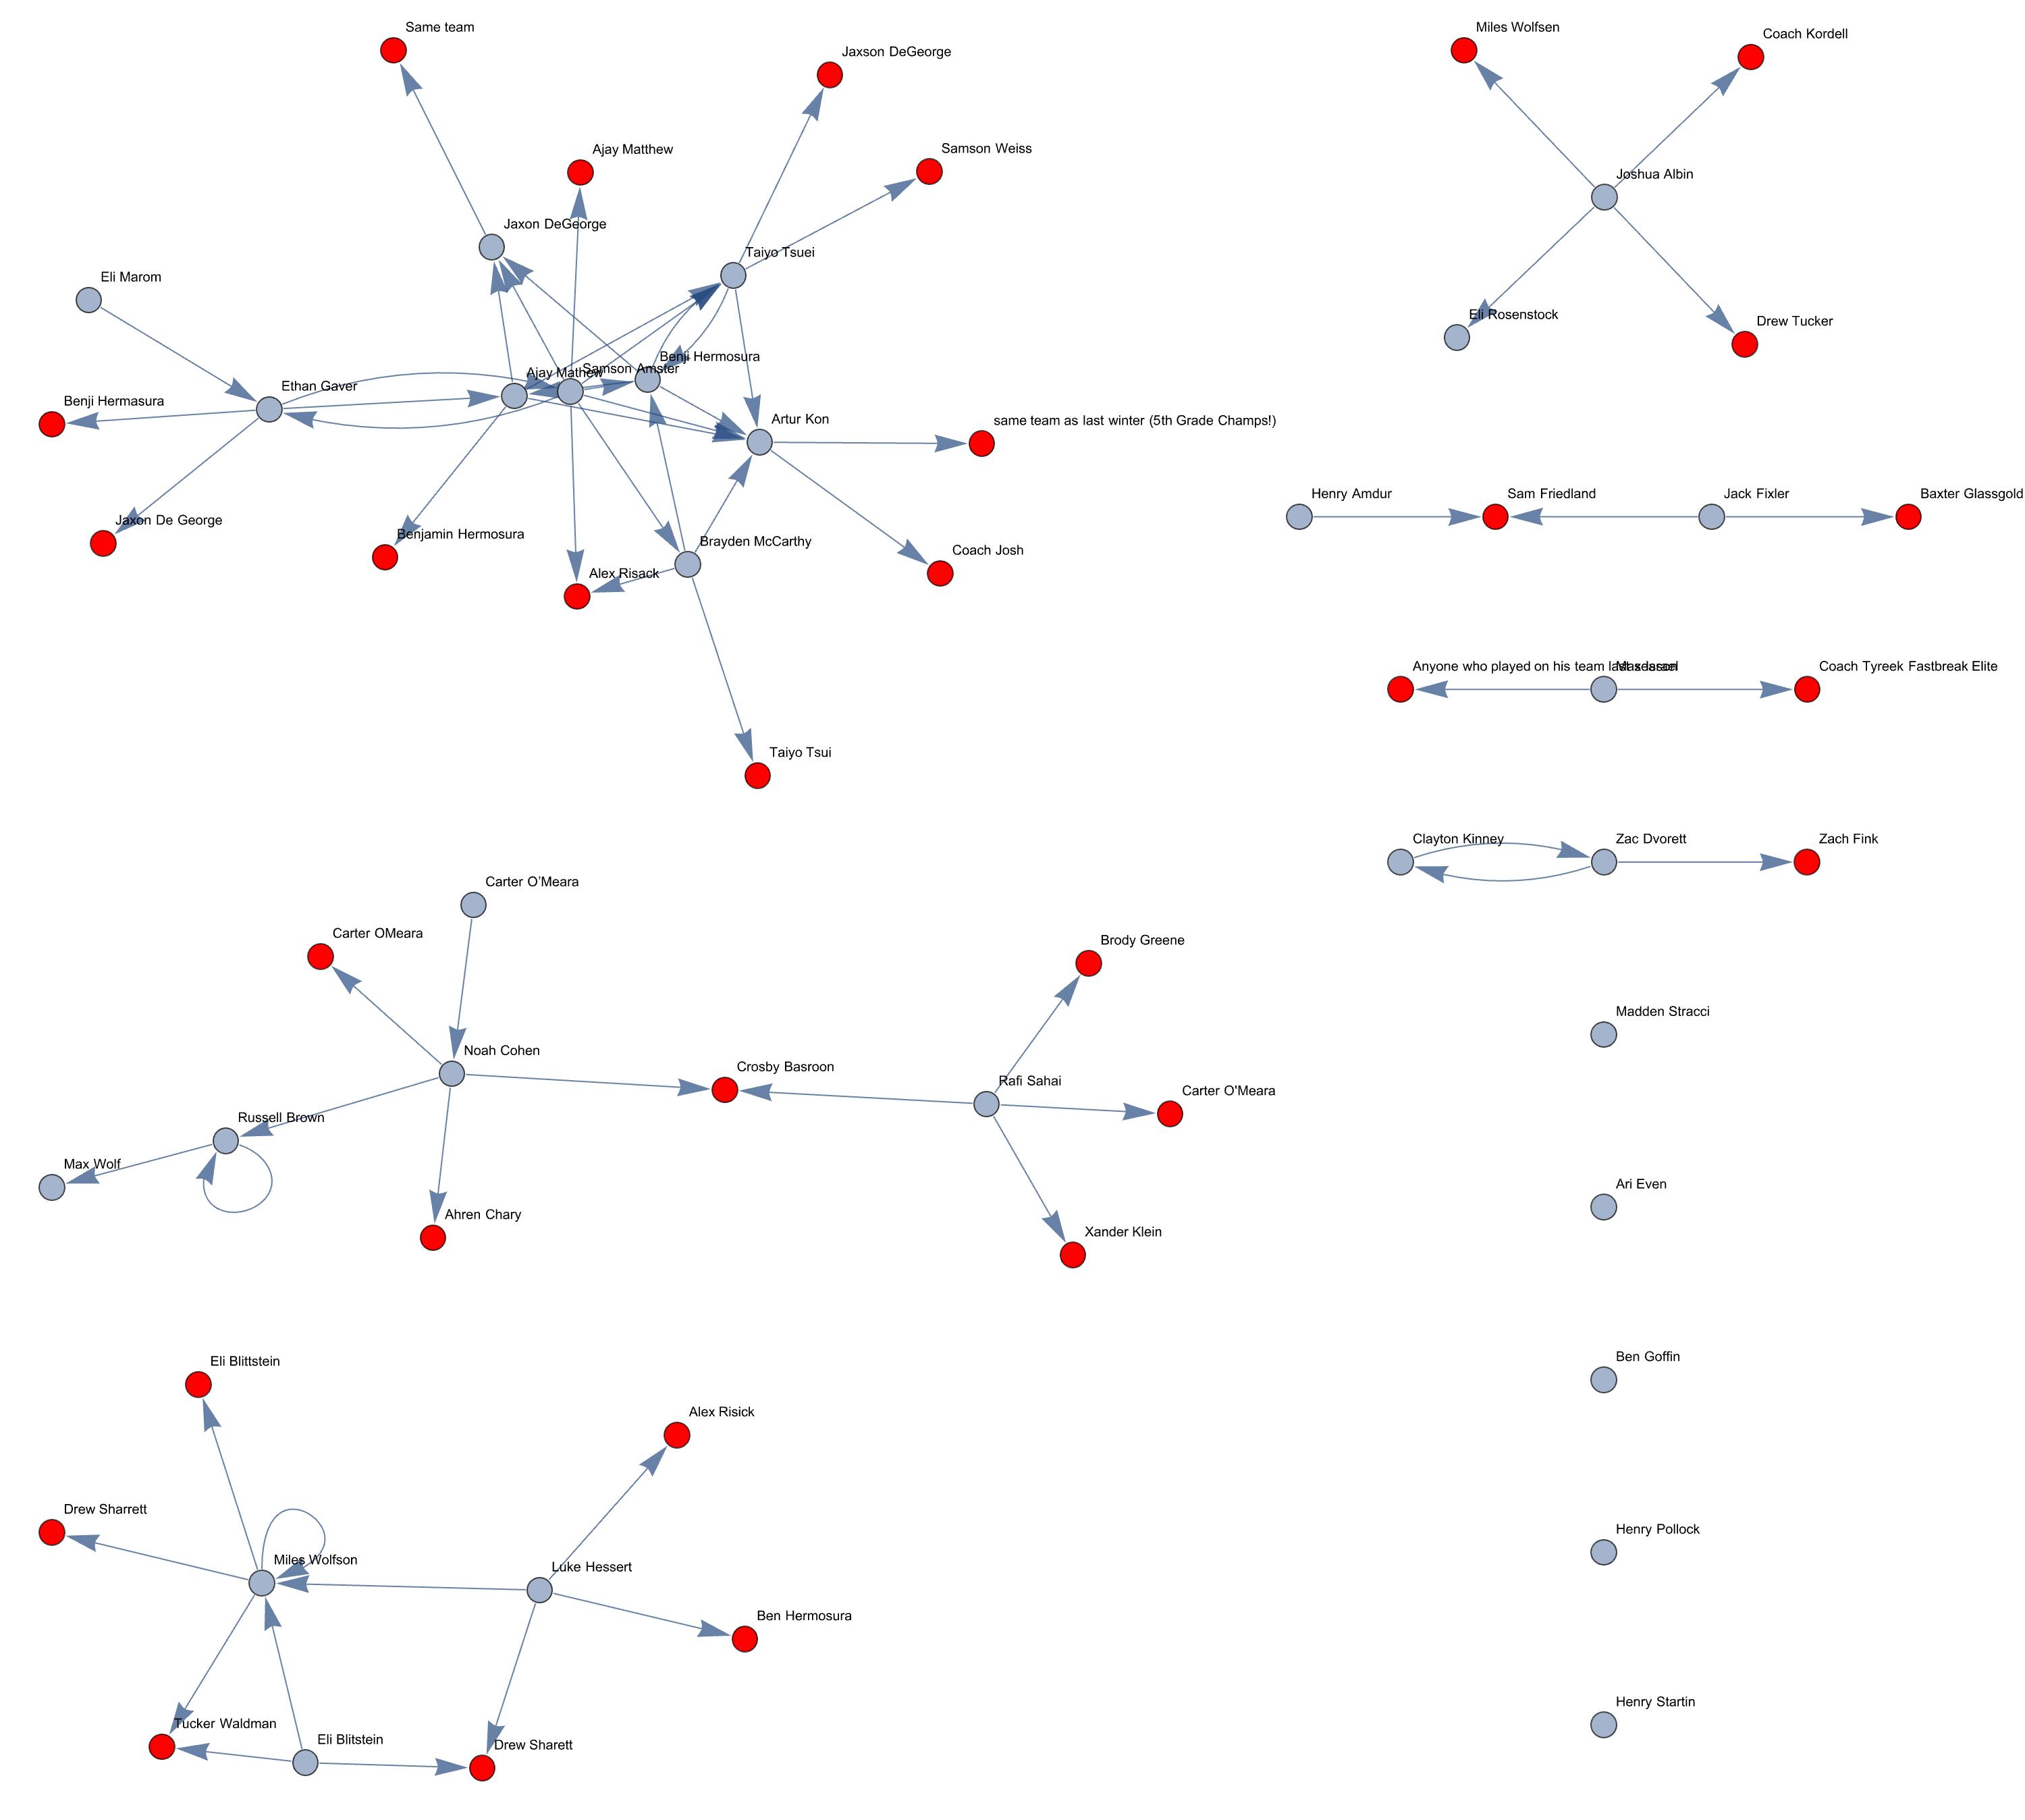 Same team
Jaxson DeGeorge
Ajay Matthew
Samson Weiss
Jaxon DeGeorge
Taiyo Tsuei
Eli Marom
Benji Hermosura
Ajay Mathew
Samson Amster
Ethan Gaver
Benji Hermasura
Artur Kon
same team as last winter (5th Grade Champs!)
Jaxon De George
Benjamin Hermosura
Brayden McCarthy
Coach Josh
Alex Risack
Taiyo Tsui
Miles Wolfsen
Coach Kordell
Joshua Albin
Eli Rosenstock
Drew Tucker
Henry Amdur
Sam Friedland
Jack Fixler
Baxter Glassgold
Anyone who played on his team last season
Max Israel
Coach Tyreek Fastbreak Elite
Clayton Kinney
Zac Dvorett
Zach Fink
Carter O'Meara
Carter OMeara
Brody Greene
Noah Cohen
Crosby Basroon
Rafi Sahai
Carter O'Meara
Russell Brown
Max Wolf
Ahren Chary
Xander Klein
Madden Stracci
Ari Even
Ben Goffin
Henry Pollock
Henry Startin
Eli Blittstein
Alex Risick
Drew Sharrett
Miles Wolfson
Luke Hessert
Ben Hermosura
Tucker Waldman
Eli Blitstein
Drew Sharett